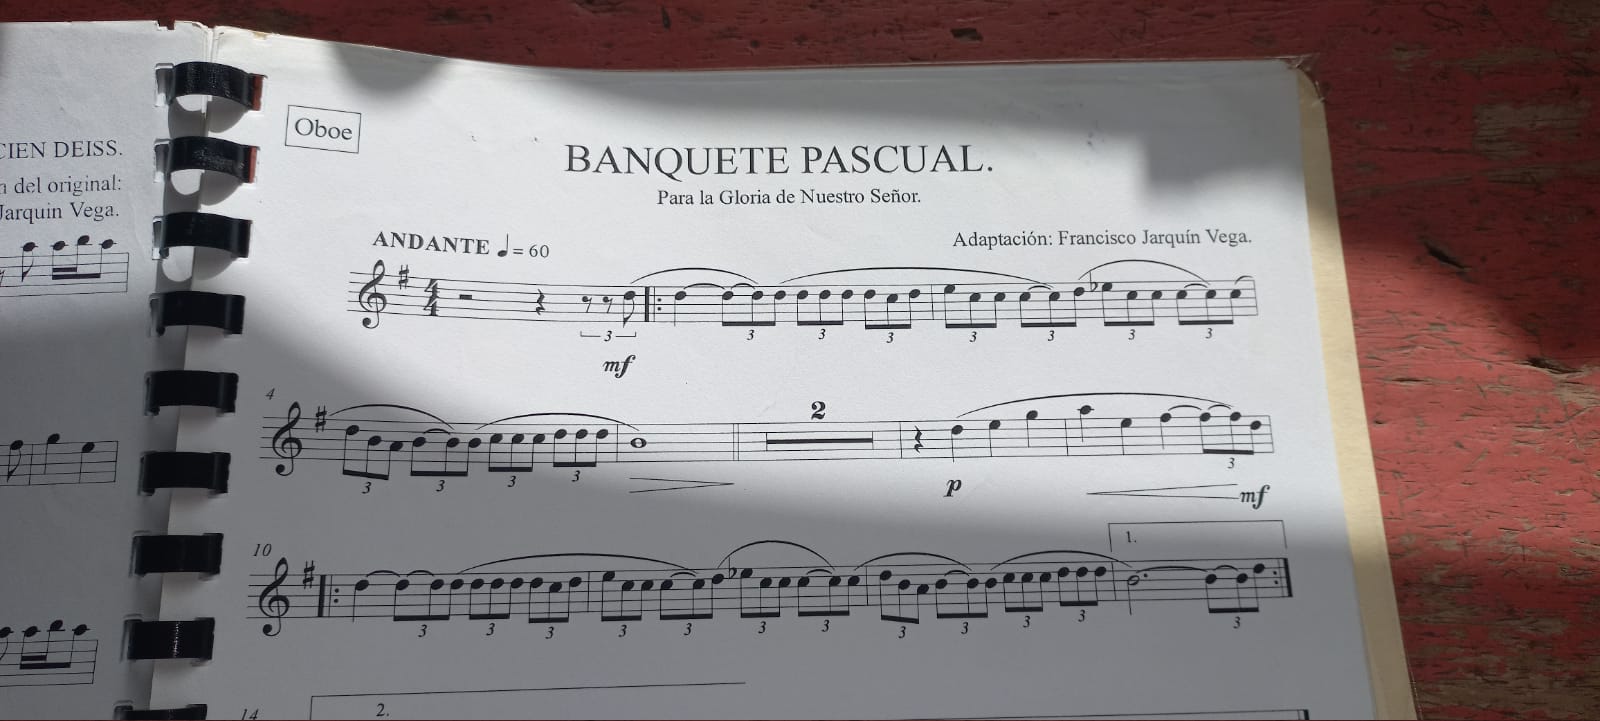 CIEN DEISS.
del original:
Jarquin Vega.
Oboe
BANQUETE PASCUAL.
Para la Gloria de Nuestro Señor.
ANDANTE ♩= 60
Adaptación: Francisco Jarquín Vega.
3 3 3 3 3 3 3 3
mf
4
2
3 3 3 3 3
p mf
10
1.
3 3 3 3 3 3 3 3 3 3 3 3
14
2.